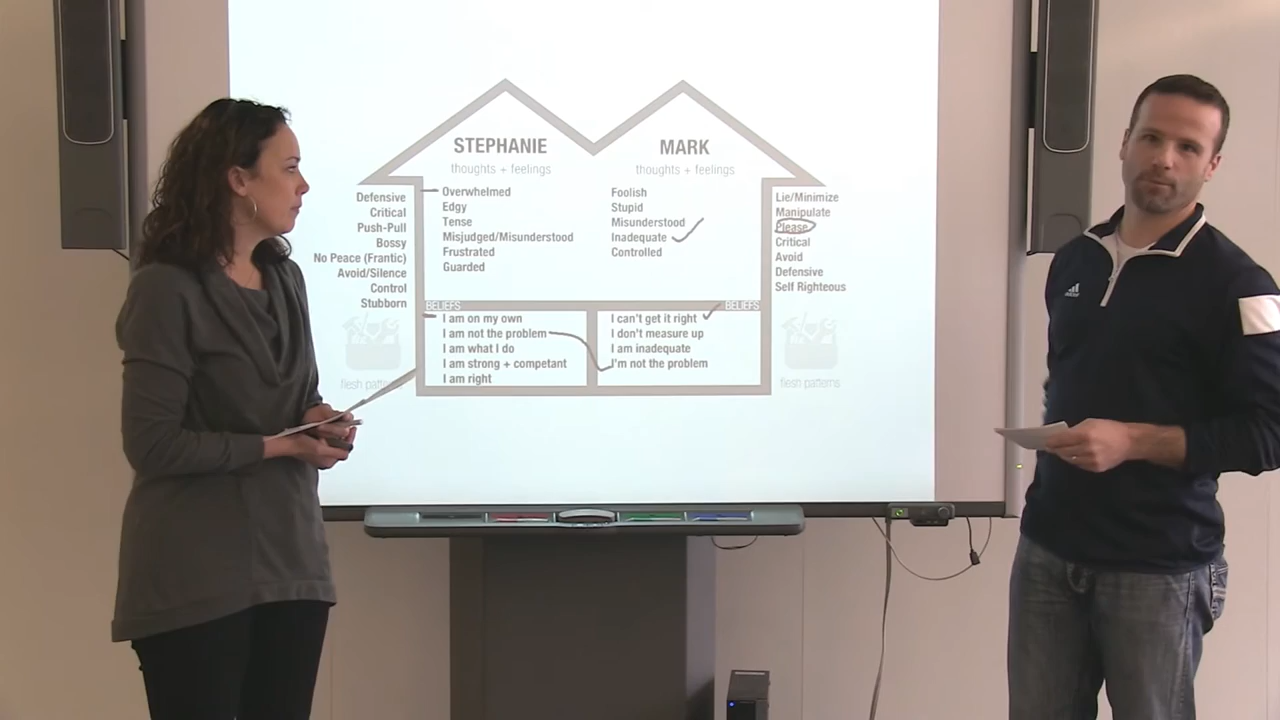 STEPHANIE
thoughts + feelings
MARK
thoughts + feelings
Defensive
Critical
Push-Pull
Bossy
No Peace (Frantic)
Avoid/Silence
Control
Stubborn
flesh patterns
Overwhelmed
Edgy
Tense
Misjudged/Misunderstood
Frustrated
Guarded
Foolish
Stupid
Misunderstood
Inadequate
Controlled
Lie/Minimize
Manipulate
Please
Critical
Avoid
Defensive
Self Righteous
flesh patterns
BELIEFS
I am on my own
I am not the problem
I am what I do
I am strong + competant
I am right
BELIEFS
I can't get it right
I don't measure up
I am inadequate
I'm not the problem
adidas